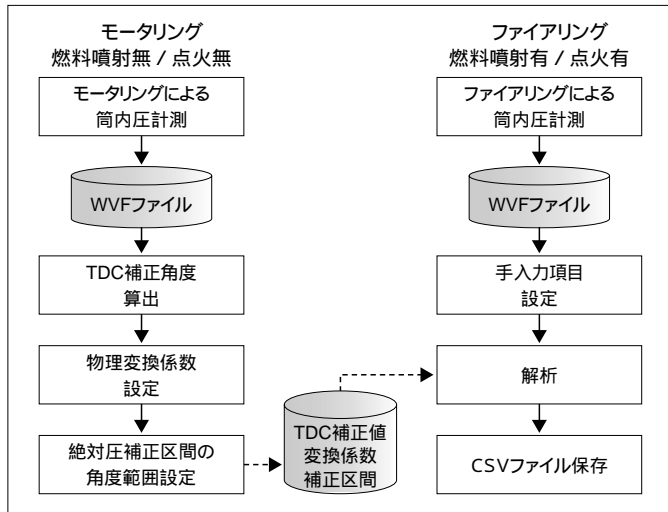 モータリング
燃料噴射無 / 点火無
モータリングによる
筒内圧計測
WVFファイル
TDC補正角度
算出
物理変換係数
設定
絶対圧補正区間の
角度範囲設定
TDC補正値
変換係数
補正区間
ファイアリング
燃料噴射有 / 点火有
ファイアリングによる
筒内圧計測
WVFファイル
手入力項目
設定
解析
CSVファイル保存